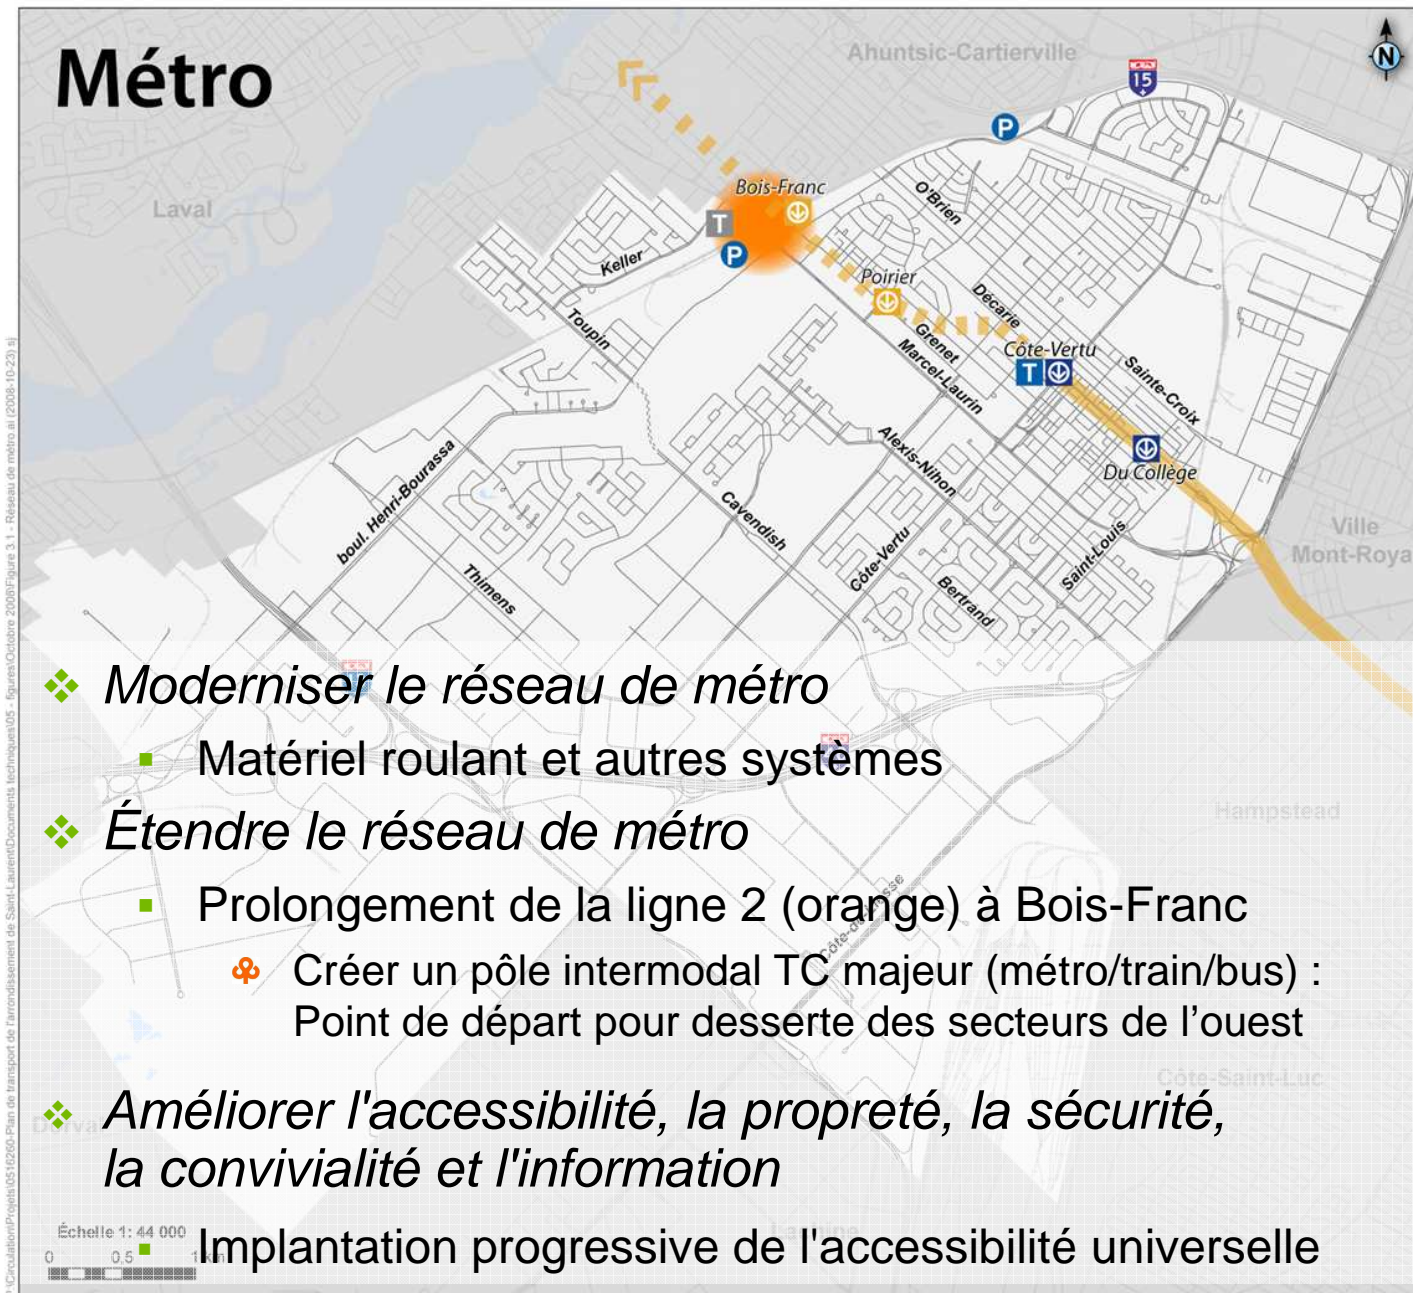 Métro
Ahuntsic-Cartierville
15
N
P
Laval
Bois-Franc
T
P
O'Brien
Keller
Poirier
Décarie
Toupin
Grenet
Côte-Vertu
T
Marcel-Laurin
Sainte-Croix
Alexis-Nihon
Du Collège
boul. Henri-Bourassa
Cavendish
Ville
Mont-Roya
Côte-Vertu
Saint-Louis
Thimens
Bertrand
Moderniser le réseau de métro
Matériel roulant et autres systèmes
Hampstead
Étendre le réseau de métro
Prolongement de la ligne 2 (orange) à Bois-Franc
Créer un pôle intermodal TC majeur (métro/train/bus) :
Point de départ pour desserte des secteurs de l'ouest
Côte-Saint-Luc
Améliorer l'accessibilité, la propreté, la sécurité,
la convivialité et l'information
Lachine
Échelle 1: 44 000
0 0,5 1 km
Implantation progressive de l'accessibilité universelle